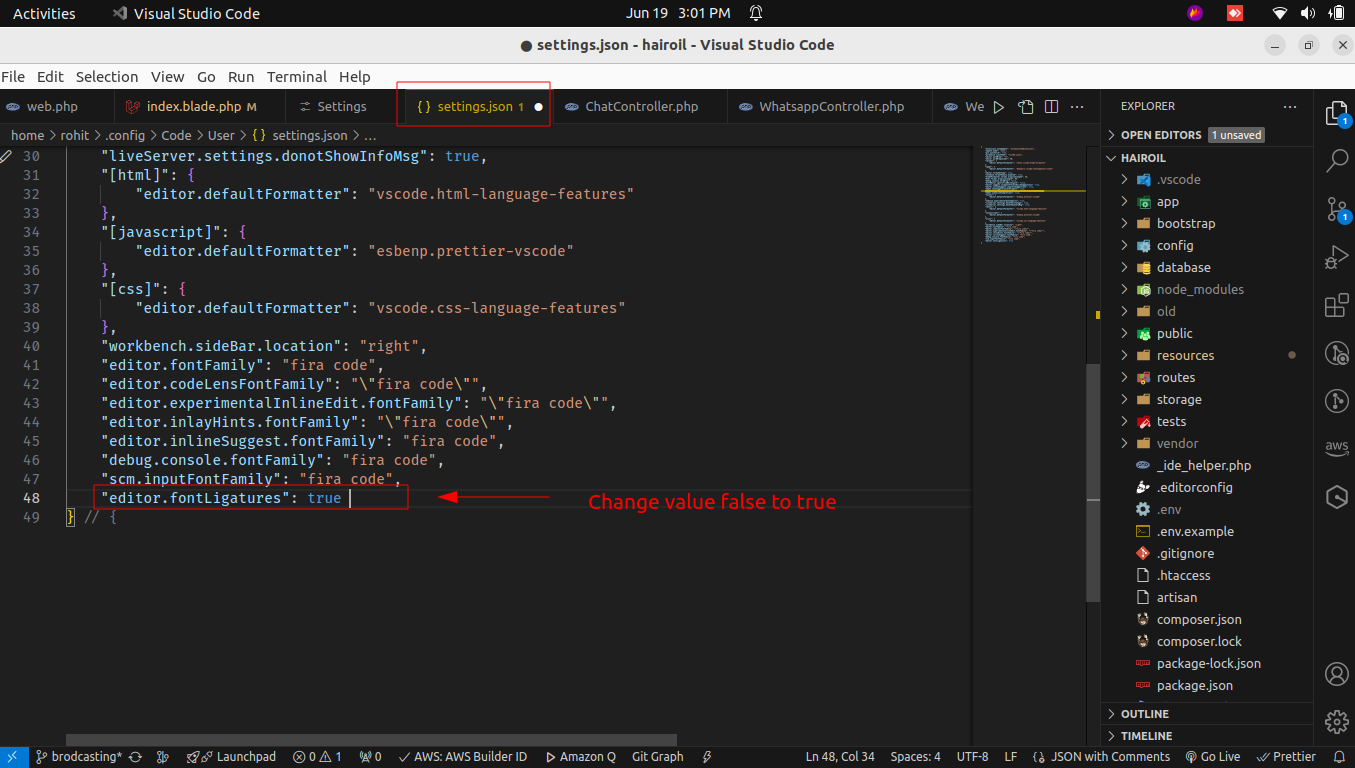 Activities
Visual Studio Code
Jun 19 3:01 PM
settings.json - hairoil - Visual Studio Code
File Edit Selection View Go Run Terminal Help
web.php
index.blade.php M
Settings
{ } settings.json 1
ChatController.php
WhatsappController.php
We
home > rohit > .config > Code > User > { } settings.json > ...
30 "liveServer.settings.donotShowInfoMsg": true,
31 "[html]": {
32 "editor.defaultFormatter": "vscode.html-language-features"
33 },
34 "[javascript]": {
35 "editor.defaultFormatter": "esbenp.prettier-vscode"
36 },
37 "[css]": {
38 "editor.defaultFormatter": "vscode.css-language-features"
39 },
40 "workbench.sideBar.location": "right",
41 "editor.fontFamily": "fira code",
42 "editor.codeLensFontFamily": "\"fira code\"",
43 "editor.experimentalInlineEdit.fontFamily": "\"fira code\"",
44 "editor.inlayHints.fontFamily": "\"fira code\"",
45 "editor.inlineSuggest.fontFamily": "fira code",
46 "debug.console.fontFamily": "fira code",
47 "scm.inputFontFamily": "fira code",
48 "editor.fontLigatures": true
Change value false to true
49 } // {
EXPLORER
OPEN EDITORS 1 unsaved
HAIROIL
.vscode
app
bootstrap
config
database
node_modules
old
public
resources
routes
storage
tests
vendor
_ide_helper.php
.editorconfig
.env
.env.example
.gitignore
.htaccess
artisan
composer.json
composer.lock
package-lock.json
package.json
OUTLINE
TIMELINE
1
1
aws
brodcasting*
Launchpad
0
1
0
AWS: AWS Builder ID
Amazon Q
Git Graph
Ln 48, Col 34
Spaces: 4
UTF-8
LF
{} JSON with Comments
Go Live
Prettier